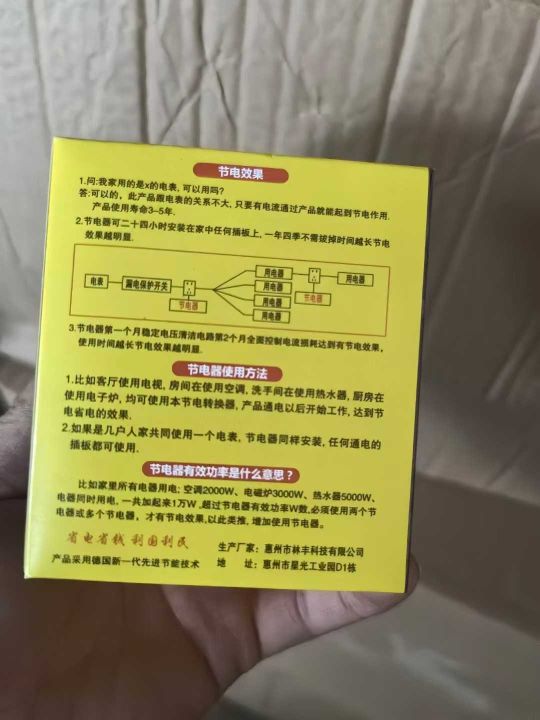 节电效果
1.问:我家用的是x的电表, 可以用吗?
答:可以的, 此产品跟电表的关系不大, 只要有电流通过产品就能起到节电作用.
产品使用寿命3-5年.
2.节电器可二十四小时安装在家中任何插板上, 一年四季不需拔掉时间越长节电
效果越明显.
电表
漏电保护开关
节电器
用电器
用电器
用电器
用电器
节电器
用电器
3.节电器第一个月稳定电压清洁电路第2个月全面控制电流损耗达到有节电效果,
使用时间越长节电效果越明显.
节电器使用方法
1.比如客厅使用电视, 房间在使用空调, 洗手间在使用热水器, 厨房在
使用电子炉, 均可使用本节电转换器, 产品通电以后开始工作, 达到节
电省电的效果.
2.如果是几户人家共同使用一个电表, 节电器同样安装, 任何通电的
插板都可使用.
节电器有效功率是什么意思?
比如家里所有电器用电; 空调2000W、电磁炉3000W、热水器5000W、
电器同时用电, 一共加起来1万W ,超过节电器有效功率W数,必须使用两个节
电器或多个节电器, 才有节电效果,以此类推, 增加使用节电器。
省电省钱 利国利民
生产厂家: 惠州市林丰科技有限公司
产品采用德国新一代先进节能技术
地 址: 惠州市星光工业园D1栋